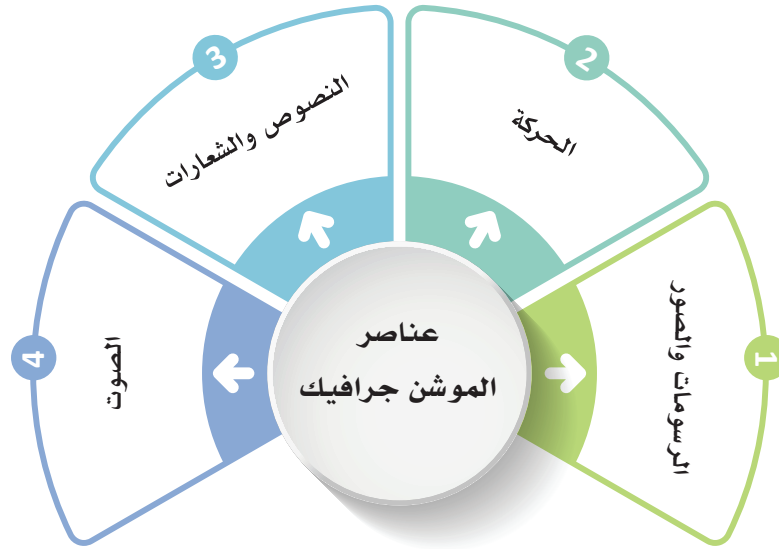 عناصر
الموشن جرافيك
1
الرسومات والصور
2
الحركة
3
النصوص والشعارات
4
الصوت